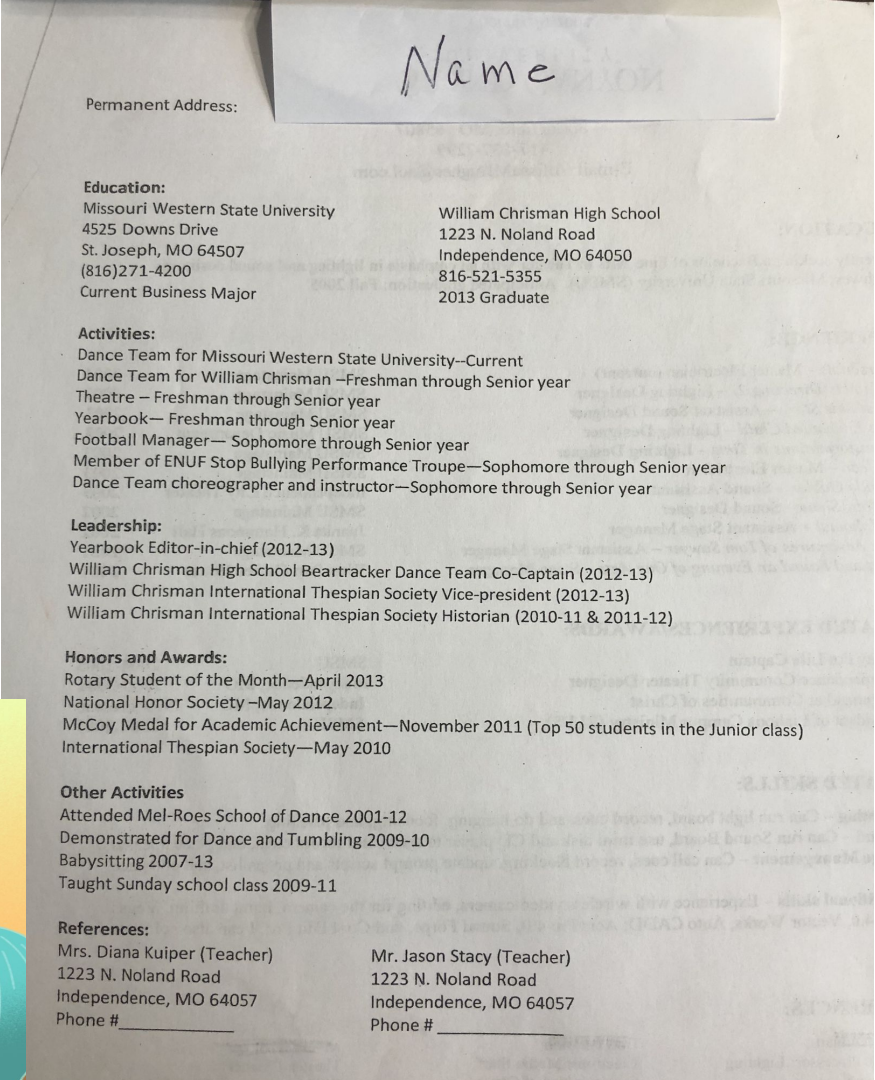 Name
Permanent Address:
Education:
Missouri Western State University
4525 Downs Drive
St. Joseph, MO 64507
(816)271-4200
Current Business Major
William Chrisman High School
1223 N. Noland Road
Independence, MO 64050
816-521-5355
2013 Graduate
Activities:
Dance Team for Missouri Western State University--Current
Dance Team for William Chrisman –Freshman through Senior year
Theatre – Freshman through Senior year
Yearbook— Freshman through Senior year
Football Manager— Sophomore through Senior year
Member of ENUF Stop Bullying Performance Troupe—Sophomore through Senior year
Dance Team choreographer and instructor—Sophomore through Senior year
Leadership:
Yearbook Editor-in-chief (2012-13)
William Chrisman High School Beartracker Dance Team Co-Captain (2012-13)
William Chrisman International Thespian Society Vice-president (2012-13)
William Chrisman International Thespian Society Historian (2010-11 & 2011-12)
Honors and Awards:
Rotary Student of the Month—April 2013
National Honor Society –May 2012
McCoy Medal for Academic Achievement—November 2011 (Top 50 students in the Junior class)
International Thespian Society—May 2010
Other Activities
Attended Mel-Roes School of Dance 2001-12
Demonstrated for Dance and Tumbling 2009-10
Babysitting 2007-13
Taught Sunday school class 2009-11
References:
Mrs. Diana Kuiper (Teacher)
1223 N. Noland Road
Independence, MO 64057
Phone #____________
Mr. Jason Stacy (Teacher)
1223 N. Noland Road
Independence, MO 64057
Phone # _____________